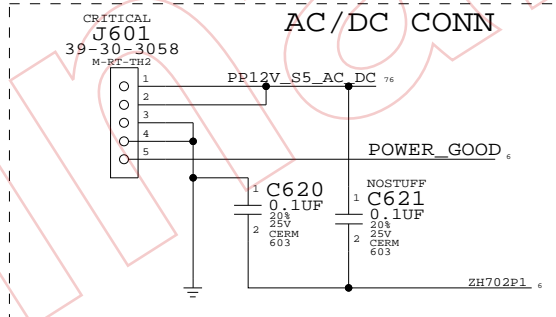 AC/DC CONN
CRITICAL
J601
39-30-3058
M-RT-TH2
1
PP12V_S5_AC_DC 76
2
3
4
5
POWER_GOOD 6
1 C620
0.1UF
20%
25V
2 CERM
603
NOSTUFF
1 C621
0.1UF
20%
25V
2 CERM
603
ZH702P1 6